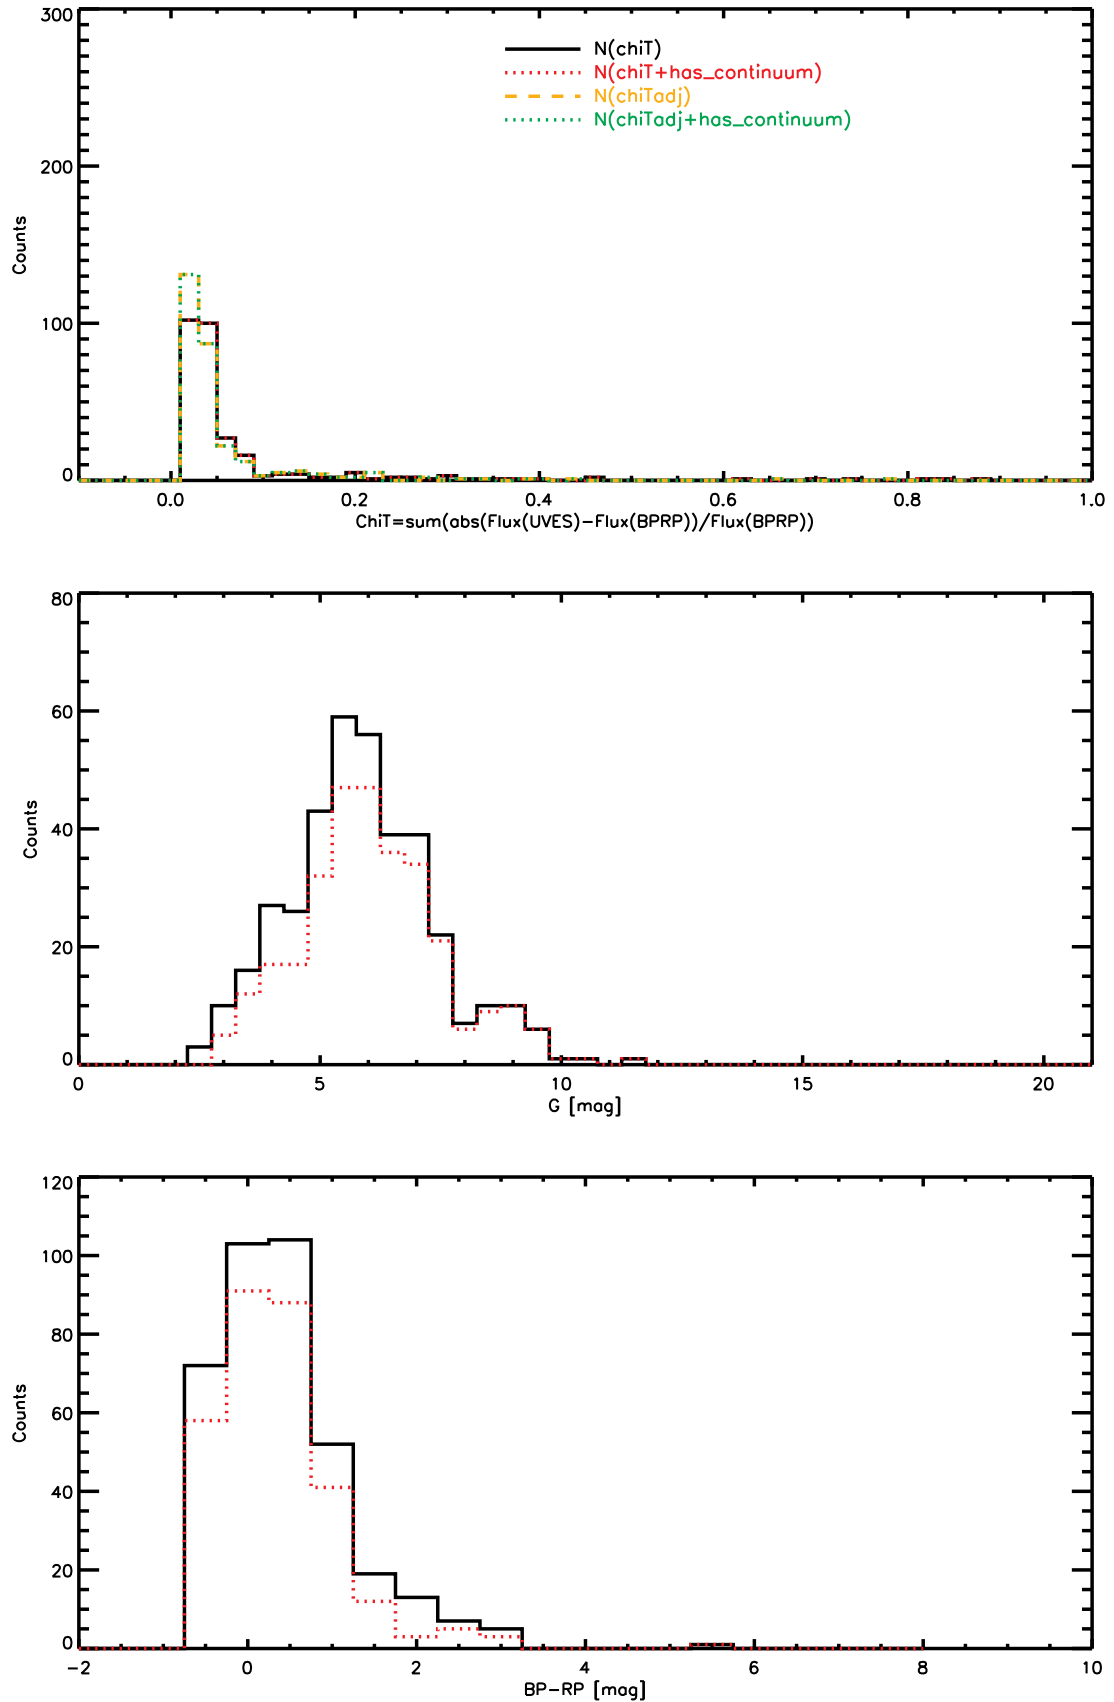 300
200
100
0
Counts
N(chiT)
N(chiT+has_continuum)
N(chiTadj)
N(chiTadj+has_continuum)
0.0 0.2 0.4 0.6 0.8 1.0
ChiT=sum(abs(Flux(UVES)-Flux(BPRP))/Flux(BPRP))
80
60
40
20
0
Counts
0 5 10 15 20
G [mag]
120
100
80
60
40
20
0
Counts
-2 0 2 4 6 8 10
BP-RP [mag]